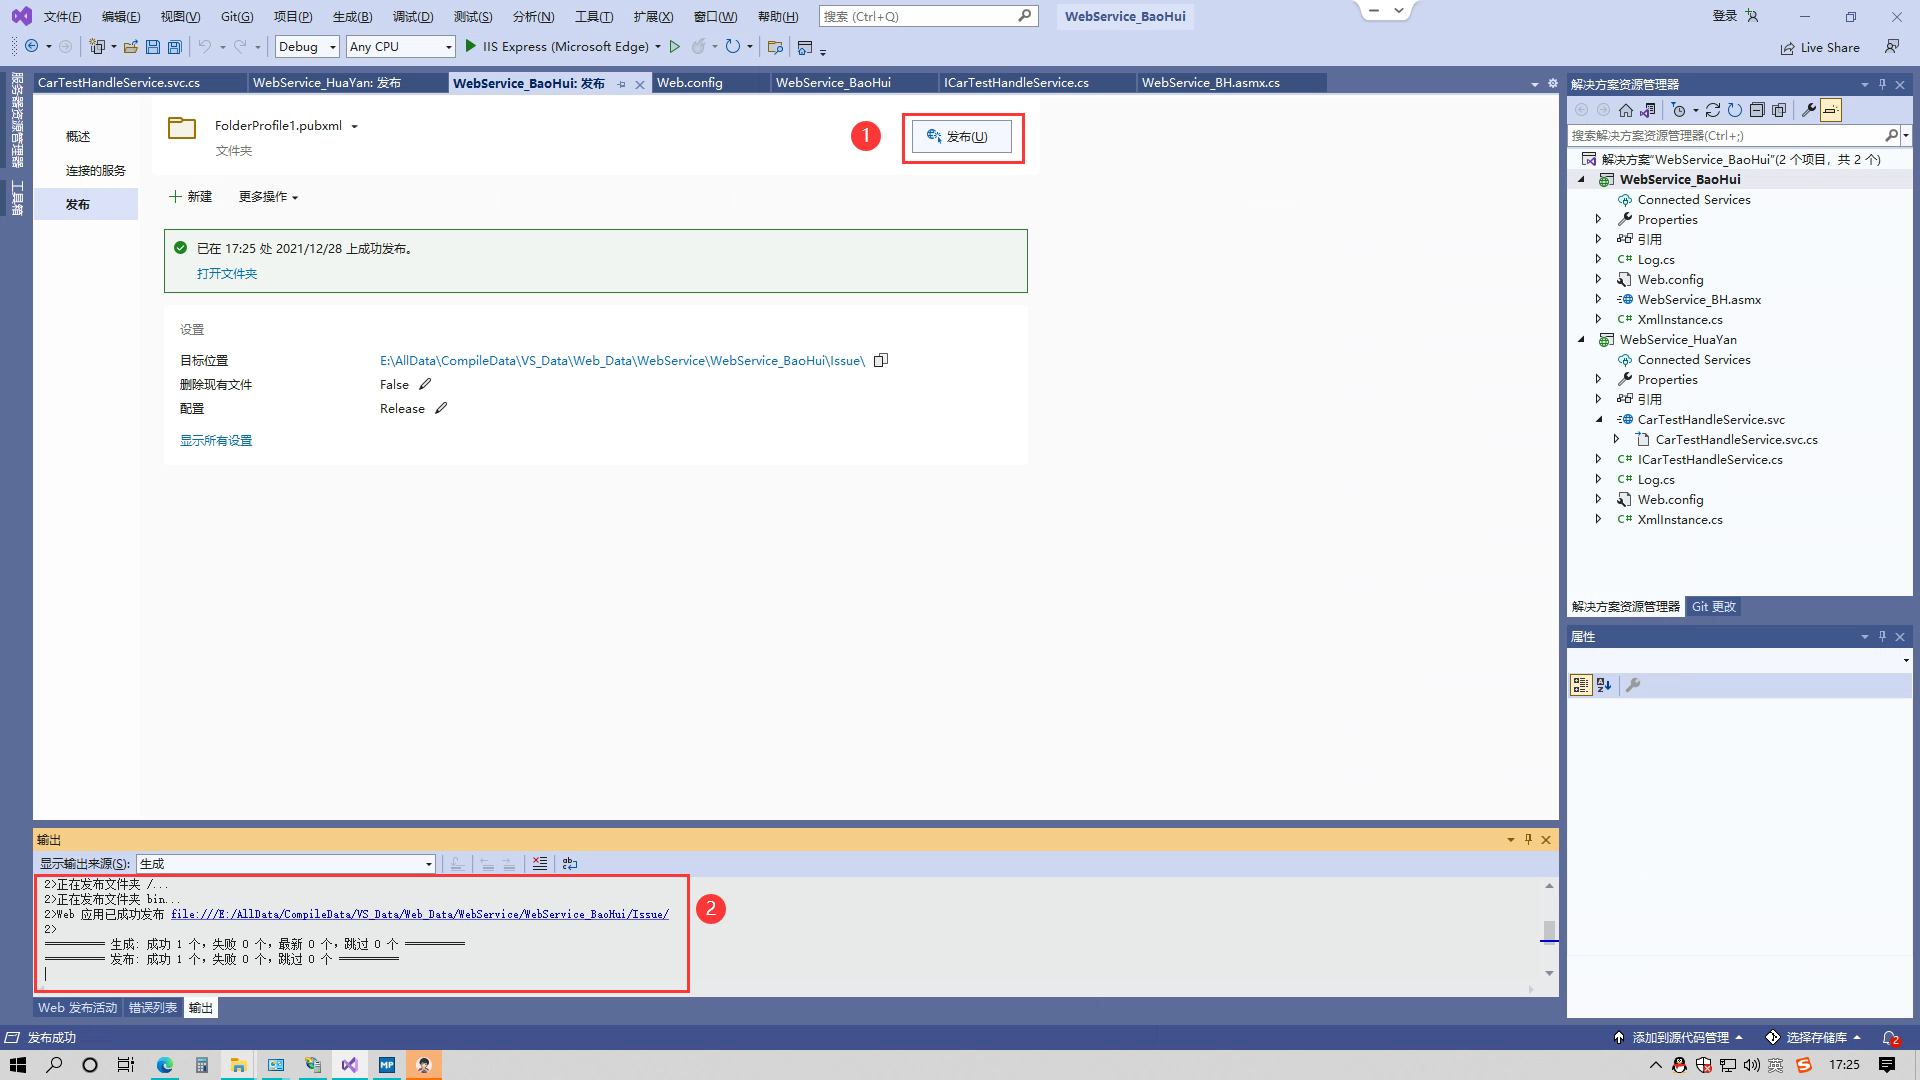 文件(F) 编辑(E) 视图(V) Git(G) 项目(P) 生成(B) 调试(D) 测试(S) 分析(N) 工具(T) 扩展(X) 窗口(W) 帮助(H) 搜索 (Ctrl+Q) WebService_BaoHui 登录
Debug Any CPU IIS Express (Microsoft Edge) Live Share
服务器资源管理器
工具箱
CarTestHandleService.svc.cs WebService_HuaYan: 发布 WebService_BaoHui: 发布 Web.config WebService_BaoHui ICarTestHandleService.cs WebService_BH.asmx.cs
概述
连接的服务
发布
FolderProfile1.pubxml
文件夹
1
发布(U)
新建 更多操作
已在 17:25 处 2021/12/28 上成功发布。
打开文件夹
设置
目标位置 E:\AllData\CompileData\VS_Data\Web_Data\WebService\WebService_BaoHui\Issue\
删除现有文件 False
配置 Release
显示所有设置
解决方案资源管理器
搜索解决方案资源管理器(Ctrl+;)
解决方案"WebService_BaoHui"(2 个项目，共 2 个)
WebService_BaoHui
Connected Services
Properties
引用
C# Log.cs
Web.config
WebService_BH.asmx
C# XmlInstance.cs
WebService_HuaYan
Connected Services
Properties
引用
CarTestHandleService.svc
CarTestHandleService.svc.cs
C# ICarTestHandleService.cs
C# Log.cs
Web.config
C# XmlInstance.cs
解决方案资源管理器 Git 更改
属性
输出
显示输出来源(S): 生成
2>正在发布文件夹 /...
2>正在发布文件夹 bin...
2>Web 应用已成功发布 file:///E:/AllData/CompileData/VS_Data/Web_Data/WebService/WebService_BaoHui/Issue/
2>
========== 生成: 成功 1 个，失败 0 个，最新 0 个，跳过 0 个 ==========
========== 发布: 成功 1 个，失败 0 个，跳过 0 个 ==========
2
Web 发布活动 错误列表 输出
发布成功 添加到源代码管理 选择存储库 2
MP 英 17:25